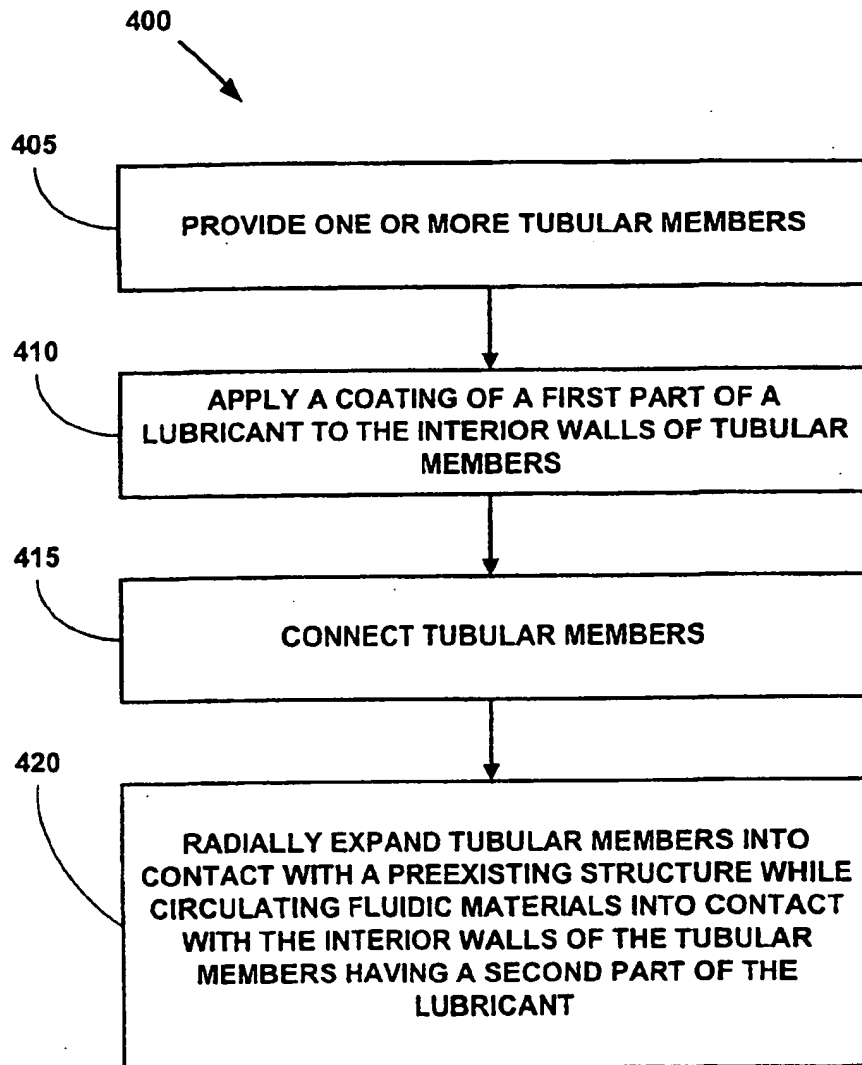 400
405
PROVIDE ONE OR MORE TUBULAR MEMBERS
410
APPLY A COATING OF A FIRST PART OF A
LUBRICANT TO THE INTERIOR WALLS OF TUBULAR
MEMBERS
415
CONNECT TUBULAR MEMBERS
420
RADIALLY EXPAND TUBULAR MEMBERS INTO
CONTACT WITH A PREEXISTING STRUCTURE WHILE
CIRCULATING FLUIDIC MATERIALS INTO CONTACT
WITH THE INTERIOR WALLS OF THE TUBULAR
MEMBERS HAVING A SECOND PART OF THE
LUBRICANT